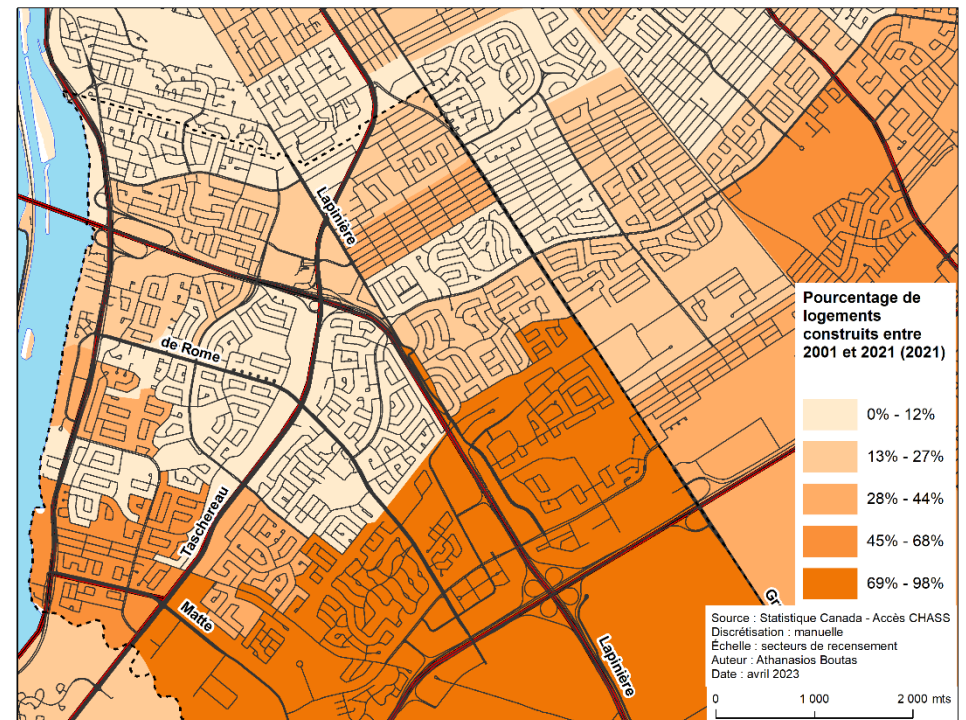 Lapinière
de Rome
Taschereau
Matte
Lapinière
Pourcentage de
logements
construits entre
2001 et 2021 (2021)
0% - 12%
13% - 27%
28% - 44%
45% - 68%
69% - 98%
Source : Statistique Canada - Accès CHASS
Discrétisation : manuelle
Échelle : secteurs de recensement
Auteur : Athanasios Boutas
Date : avril 2023
0 1 000 2 000 mts